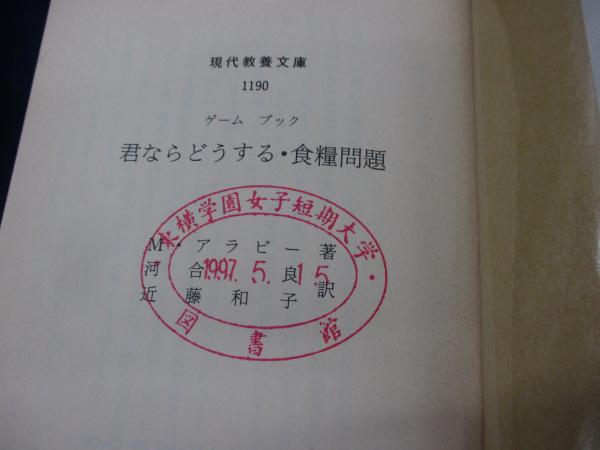 現代教養文庫
1190
ゲーム ブック
君ならどうする・食糧問題
M・アラビー著
河合良一
近藤和子訳
東横学園女子短期大学・
1997.5.15
図書館